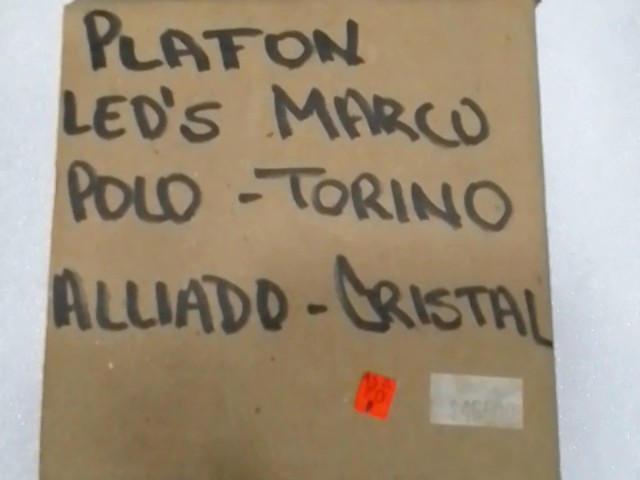 PLAFON
LED'S MARCO
POLO - TORINO
ALLIADO - CRISTAL